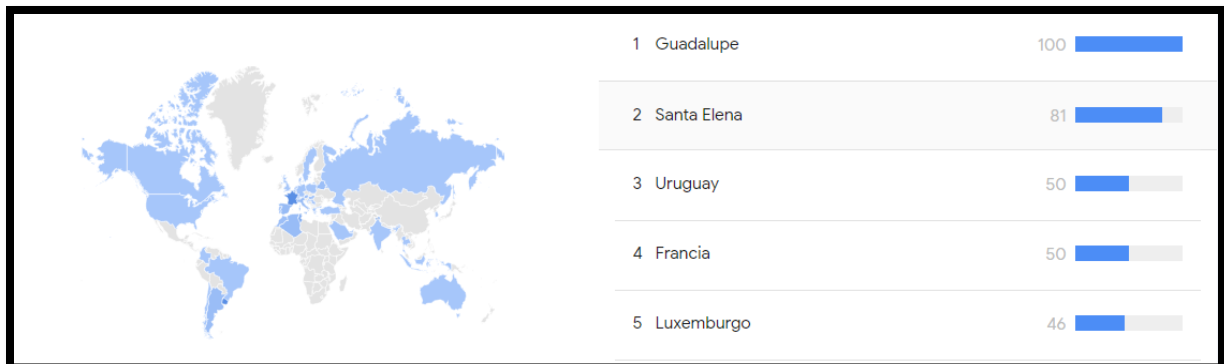 1 Guadalupe 100
2 Santa Elena 81
3 Uruguay 50
4 Francia 50
5 Luxemburgo 46